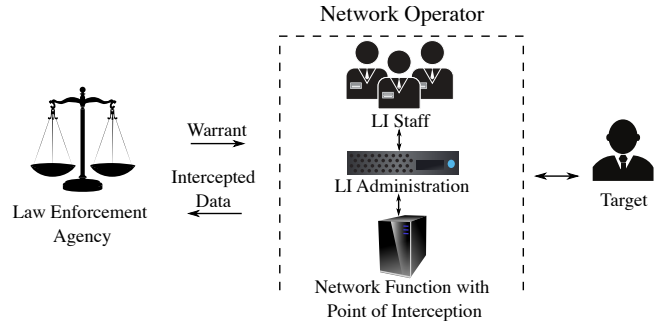 Network Operator
LI Staff
Warrant
Intercepted
Data
LI Administration
Law Enforcement
Agency
Target
Network Function with
Point of Interception